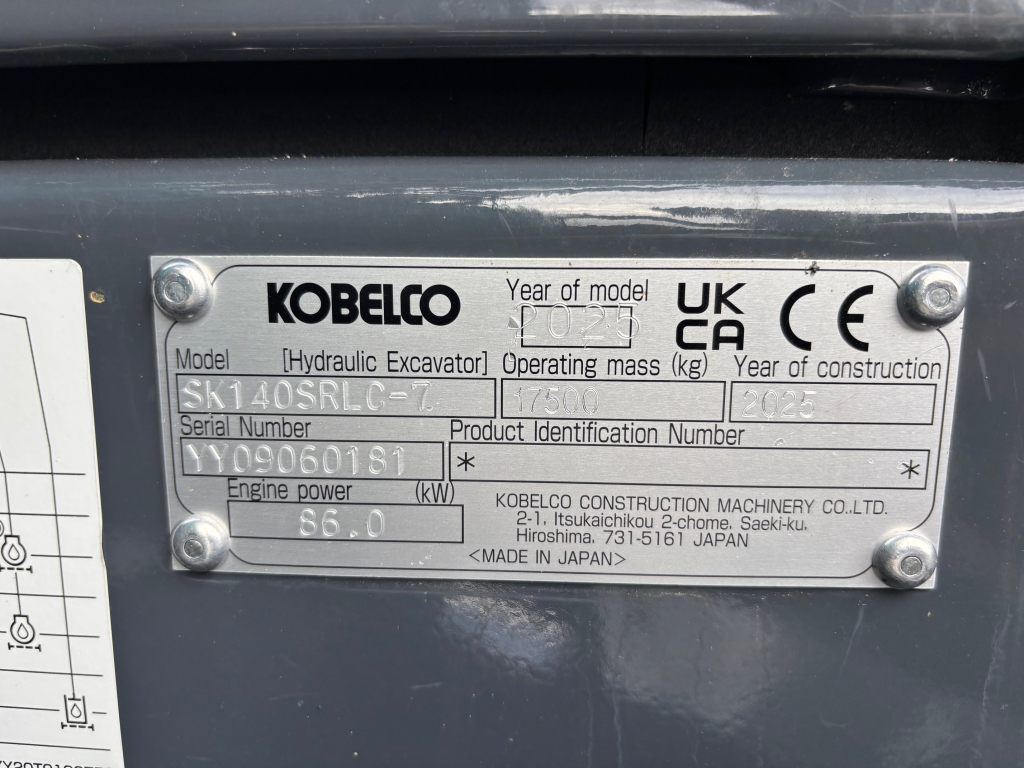 KOBELCO
Year of model
2025
UK
CA
CE
Model [Hydraulic Excavator] Operating mass (kg) Year of construction
SK140SRLC-7 17500 2025
Serial Number Product Identification Number
YY09060181 * *
Engine power (kW)
86.0
KOBELCO CONSTRUCTION MACHINERY CO.,LTD.
2-1, Itsukaichikou 2-chome, Saeki-ku,
Hiroshima, 731-5161 JAPAN
<MADE IN JAPAN>